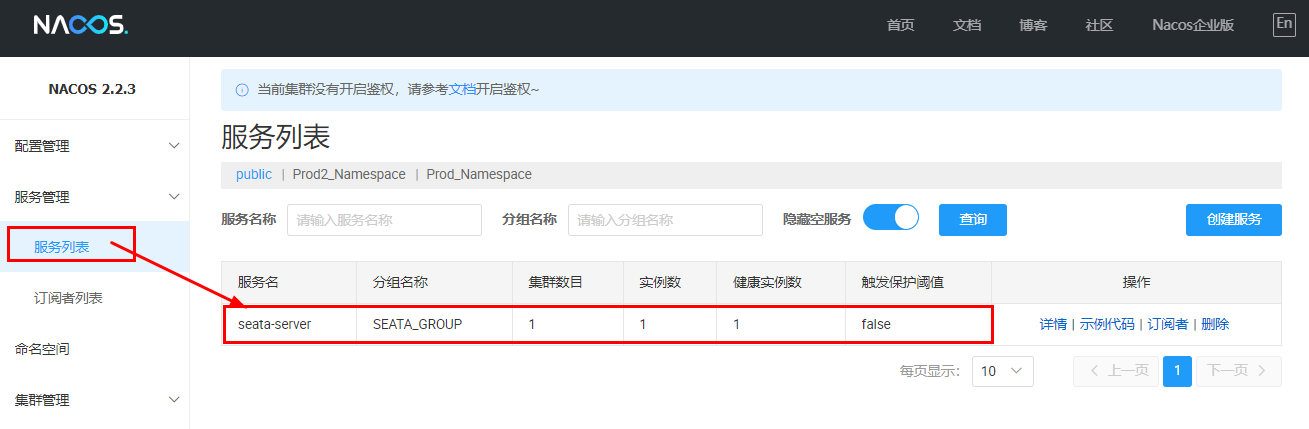 NACOS. 首页 文档 博客 社区 Nacos企业版 En
NACOS 2.2.3
配置管理
服务管理
服务列表
订阅者列表
命名空间
集群管理
当前集群没有开启鉴权，请参考文档开启鉴权~
服务列表
public | Prod2_Namespace | Prod_Namespace
服务名称 请输入服务名称 分组名称 请输入分组名称 隐藏空服务 查询 创建服务
服务名 分组名称 集群数目 实例数 健康实例数 触发保护阈值 操作
seata-server SEATA_GROUP 1 1 1 false 详情 | 示例代码 | 订阅者 | 删除
每页显示： 10 上一页 1 下一页